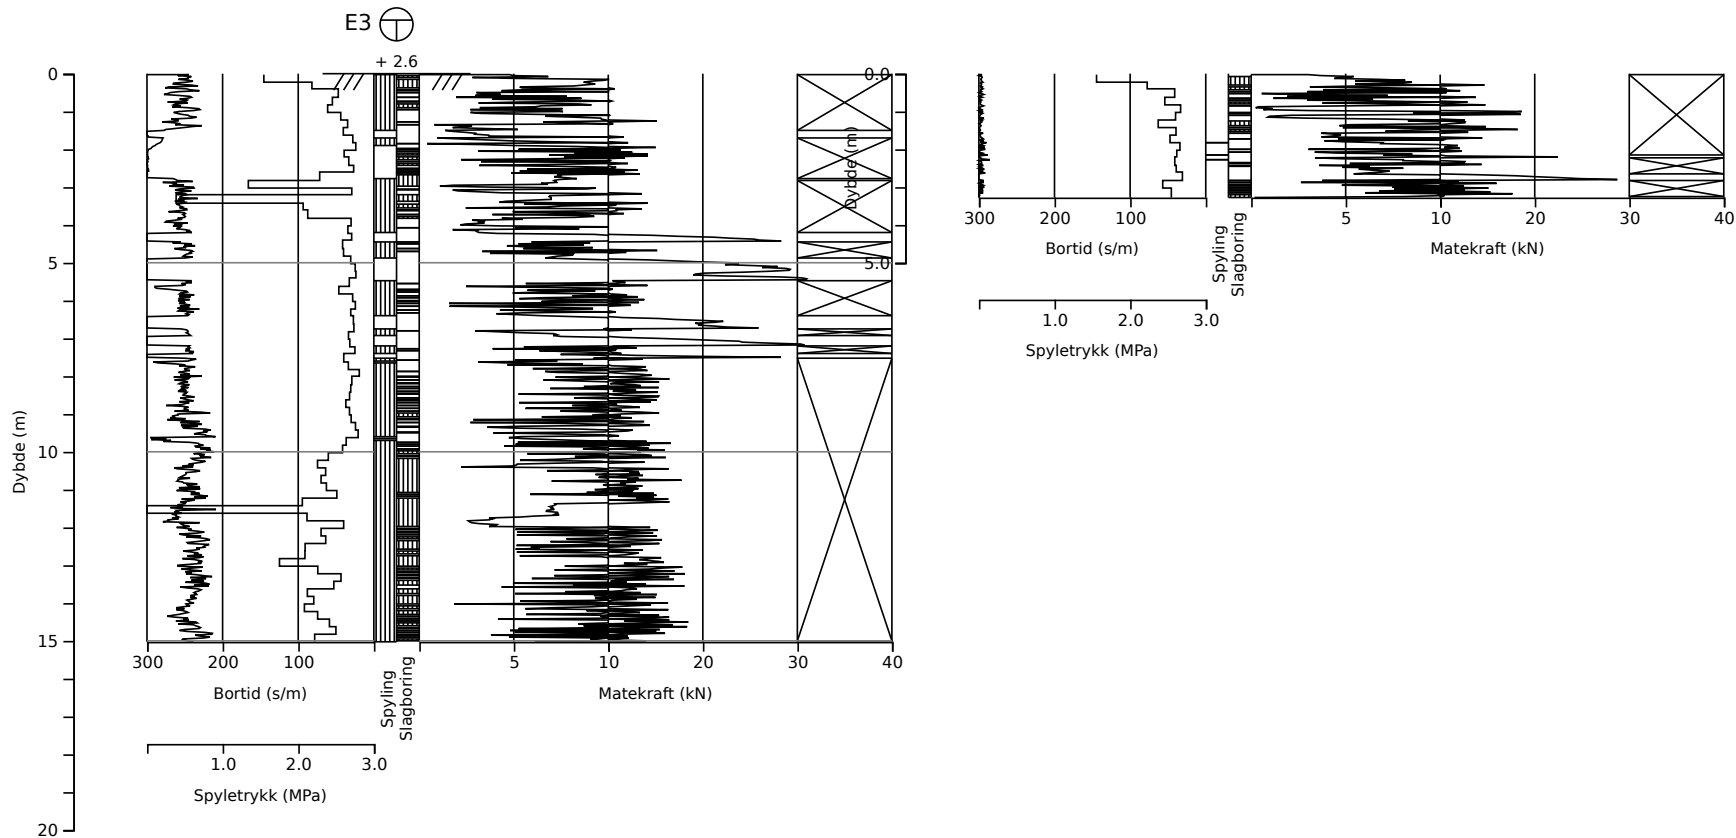 E3
+ 2.6
0
5
10
15
20
Dybde (m)
300 200 100
Bortid (s/m)
1.0 2.0 3.0
Spyletrykk (MPa)
Spyling
Slagboring
5 10 20 30 40
Matekraft (kN)
0.0
Dybde (m)
5.0
300 200 100
Bortid (s/m)
1.0 2.0 3.0
Spyletrykk (MPa)
Spyling
Slagboring
5 10 20 30 40
Matekraft (kN)